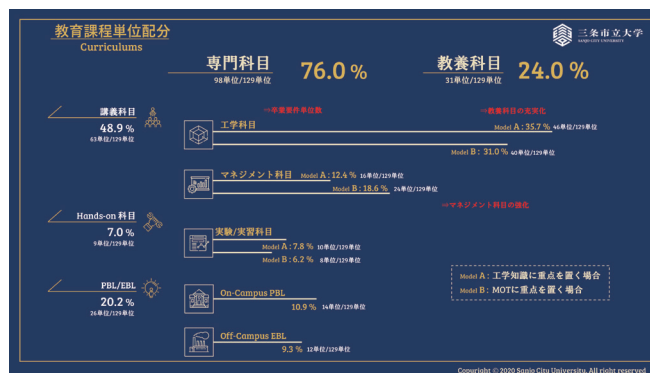 教育課程単位配分
Curriculums
三条市立大学
SANJO CITY UNIVERSITY
専門科目 76.0 %
98単位/129単位
教養科目 24.0 %
31単位/129単位
⇒卒業要件単位数
⇒教養科目の充実化
講義科目
48.9 %
63単位/129単位
工学科目
Model A : 35.7 % 46単位/129単位
Model B : 31.0 % 40単位/129単位
マネジメント科目 Model A : 12.4 % 16単位/129単位
Model B : 18.6 % 24単位/129単位
⇒マネジメント科目の強化
Hands-on 科目
7.0 %
9単位/129単位
実験/実習科目
Model A : 7.8 % 10単位/129単位
Model B : 6.2 % 8単位/129単位
PBL/EBL
20.2 %
26単位/129単位
On-Campus PBL
10.9 % 14単位/129単位
Off-Campus EBL
9.3 % 12単位/129単位
Model A : 工学知識に重点を置く場合
Model B : MOTに重点を置く場合
Copyright © 2020 Sanjo City University. All right reserved